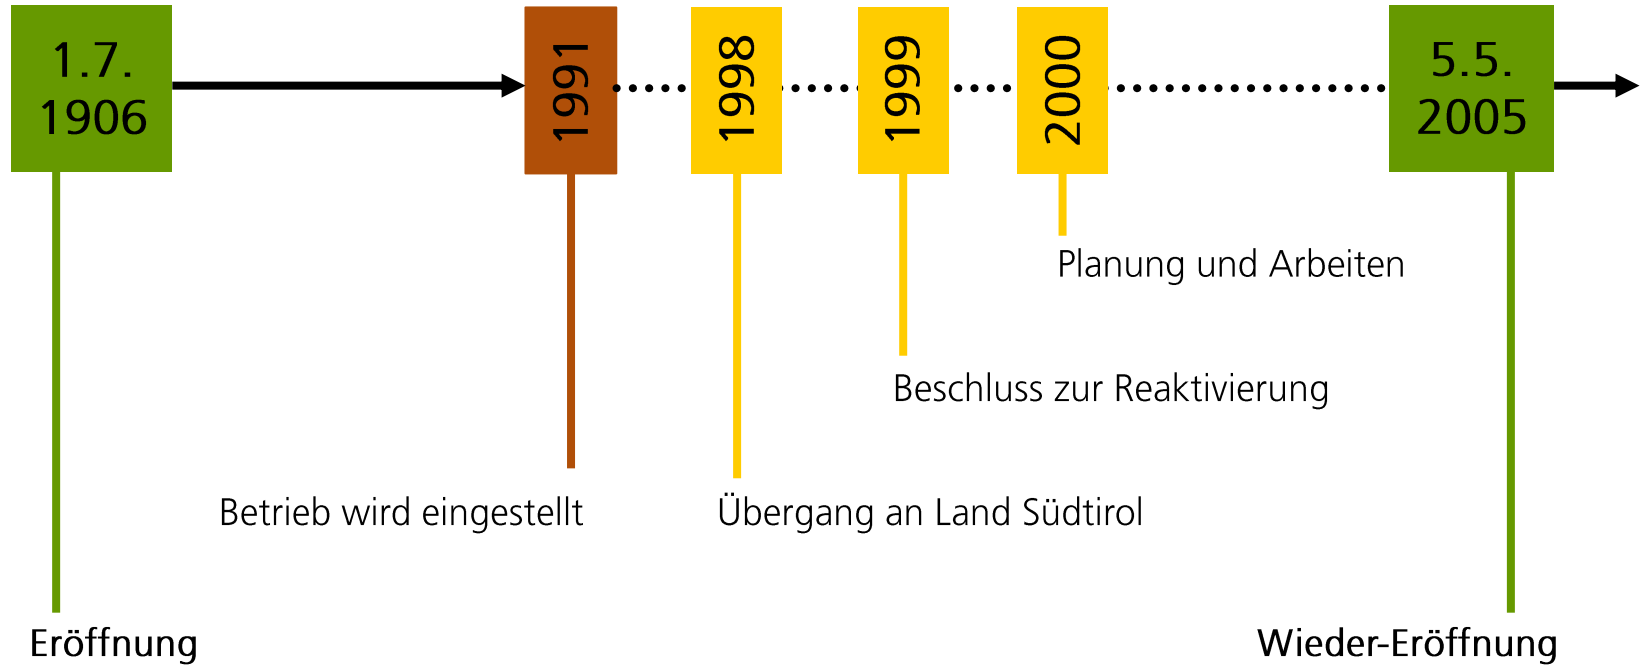 1.7.
1906
1991
1998
1999
2000
5.5.
2005
Planung und Arbeiten
Beschluss zur Reaktivierung
Betrieb wird eingestellt
Übergang an Land Südtirol
Eröffnung
Wieder-Eröffnung